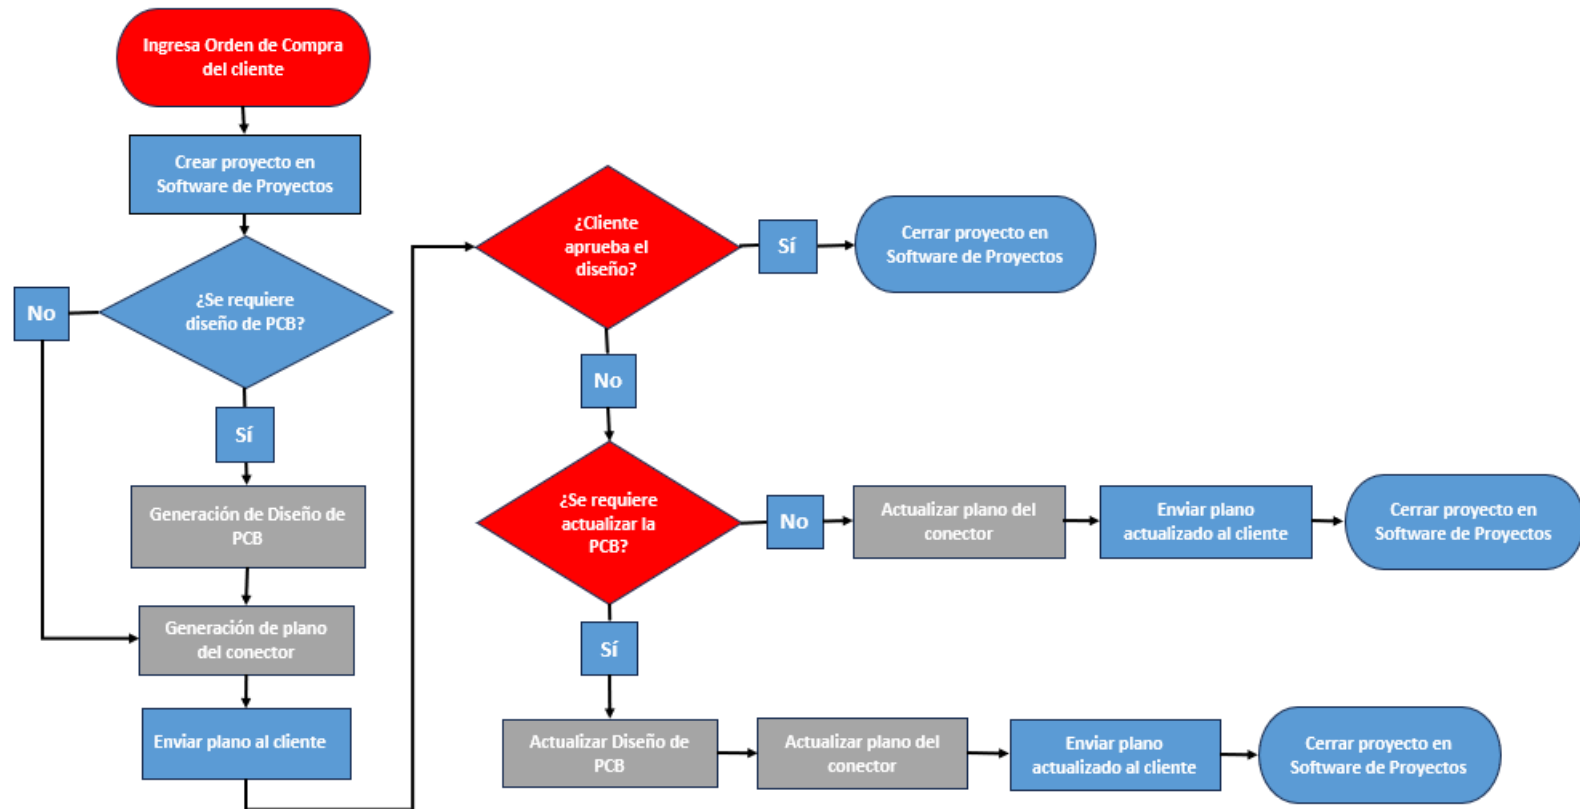 Ingresa Orden de Compra
del cliente
Crear proyecto en
Software de Proyectos
¿Se requiere
diseño de PCB?
No
Sí
Generación de Diseño de
PCB
Generación de plano
del conector
Enviar plano al cliente
¿Cliente
aprueba el
diseño?
Sí
Cerrar proyecto en
Software de Proyectos
No
¿Se requiere
actualizar la
PCB?
No
Actualizar plano del
conector
Enviar plano
actualizado al cliente
Cerrar proyecto en
Software de Proyectos
Sí
Actualizar Diseño de
PCB
Actualizar plano del
conector
Enviar plano
actualizado al cliente
Cerrar proyecto en
Software de Proyectos